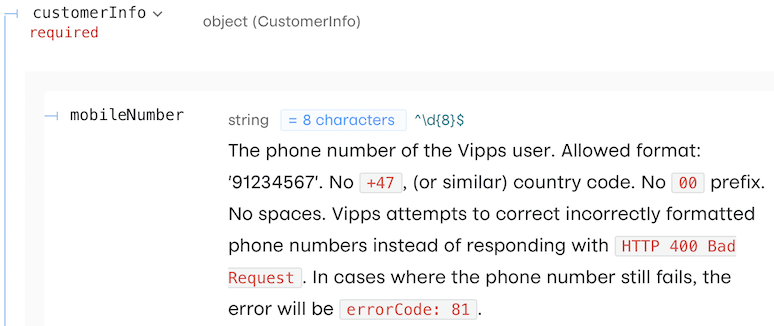 customerInfo
object (CustomerInfo)
required
mobileNumber
string = 8 characters ^\d{8}$
The phone number of the Vipps user. Allowed format:
'91234567'. No +47, (or similar) country code. No 00 prefix.
No spaces. Vipps attempts to correct incorrectly formatted
phone numbers instead of responding with HTTP 400 Bad
Request. In cases where the phone number still fails, the
error will be errorCode: 81.